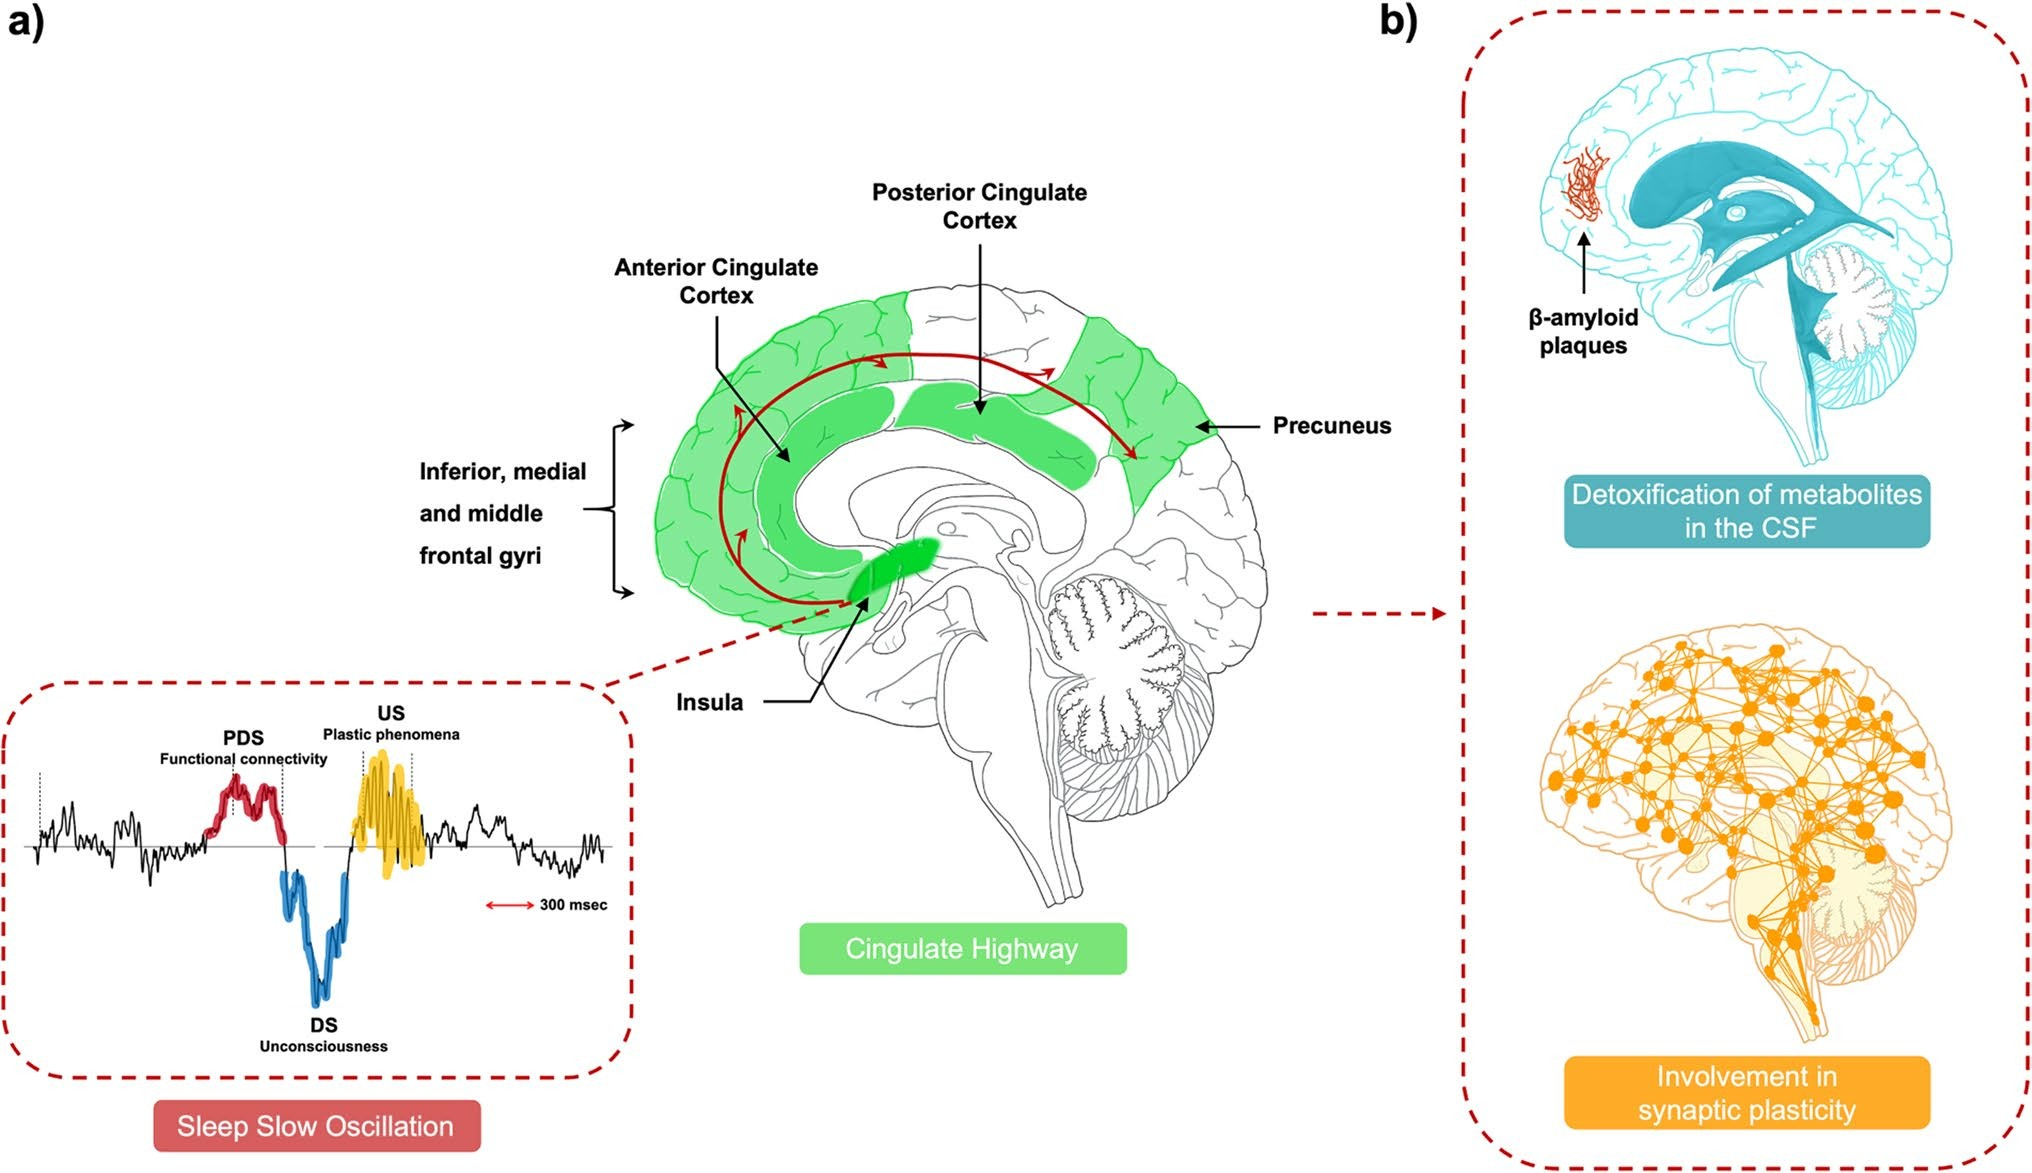 a)
b)
Posterior Cingulate
Cortex
Anterior Cingulate
Cortex
Precuneus
Inferior, medial
and middle
frontal gyri
Insula
Cingulate Highway
US
Plastic phenomena
PDS
Functional connectivity
300 msec
DS
Unconsciousness
Sleep Slow Oscillation
β-amyloid
plaques
Detoxification of metabolites
in the CSF
Involvement in
synaptic plasticity